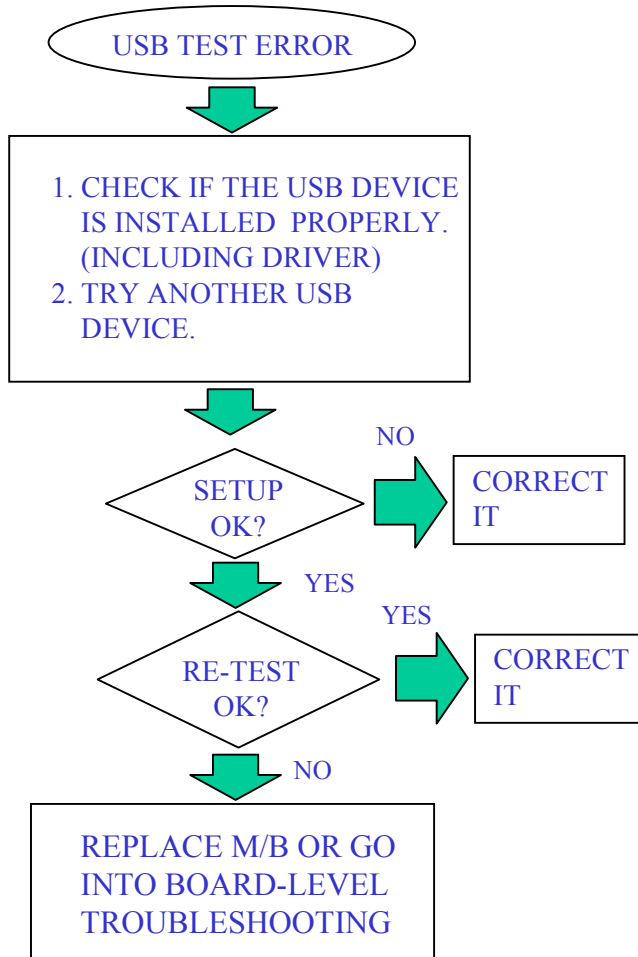 USB TEST ERROR
1. CHECK IF THE USB DEVICE
IS INSTALLED PROPERLY.
(INCLUDING DRIVER)
2. TRY ANOTHER USB
DEVICE.
NO
SETUP
OK?
CORRECT
IT
YES
YES
RE-TEST
OK?
CORRECT
IT
NO
REPLACE M/B OR GO
INTO BOARD-LEVEL
TROUBLESHOOTING